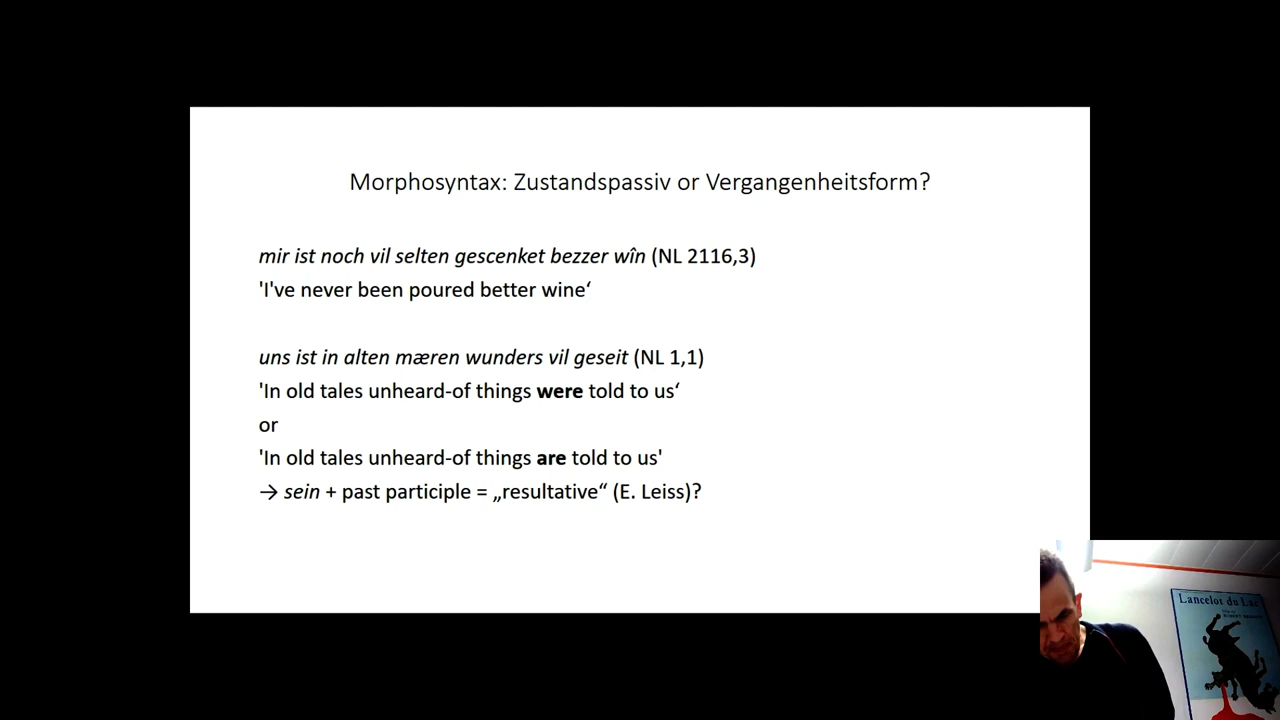 Morphosyntax: Zustandspassiv or Vergangenheitsform?
mir ist noch vil selten gescenket bezzer wîn (NL 2116,3)
'I've never been poured better wine‘
uns ist in alten mæren wunders vil geseit (NL 1,1)
'In old tales unheard-of things were told to us‘
or
'In old tales unheard-of things are told to us'
→ sein + past participle = „resultative“ (E. Leiss)?
Lancelot du Lac